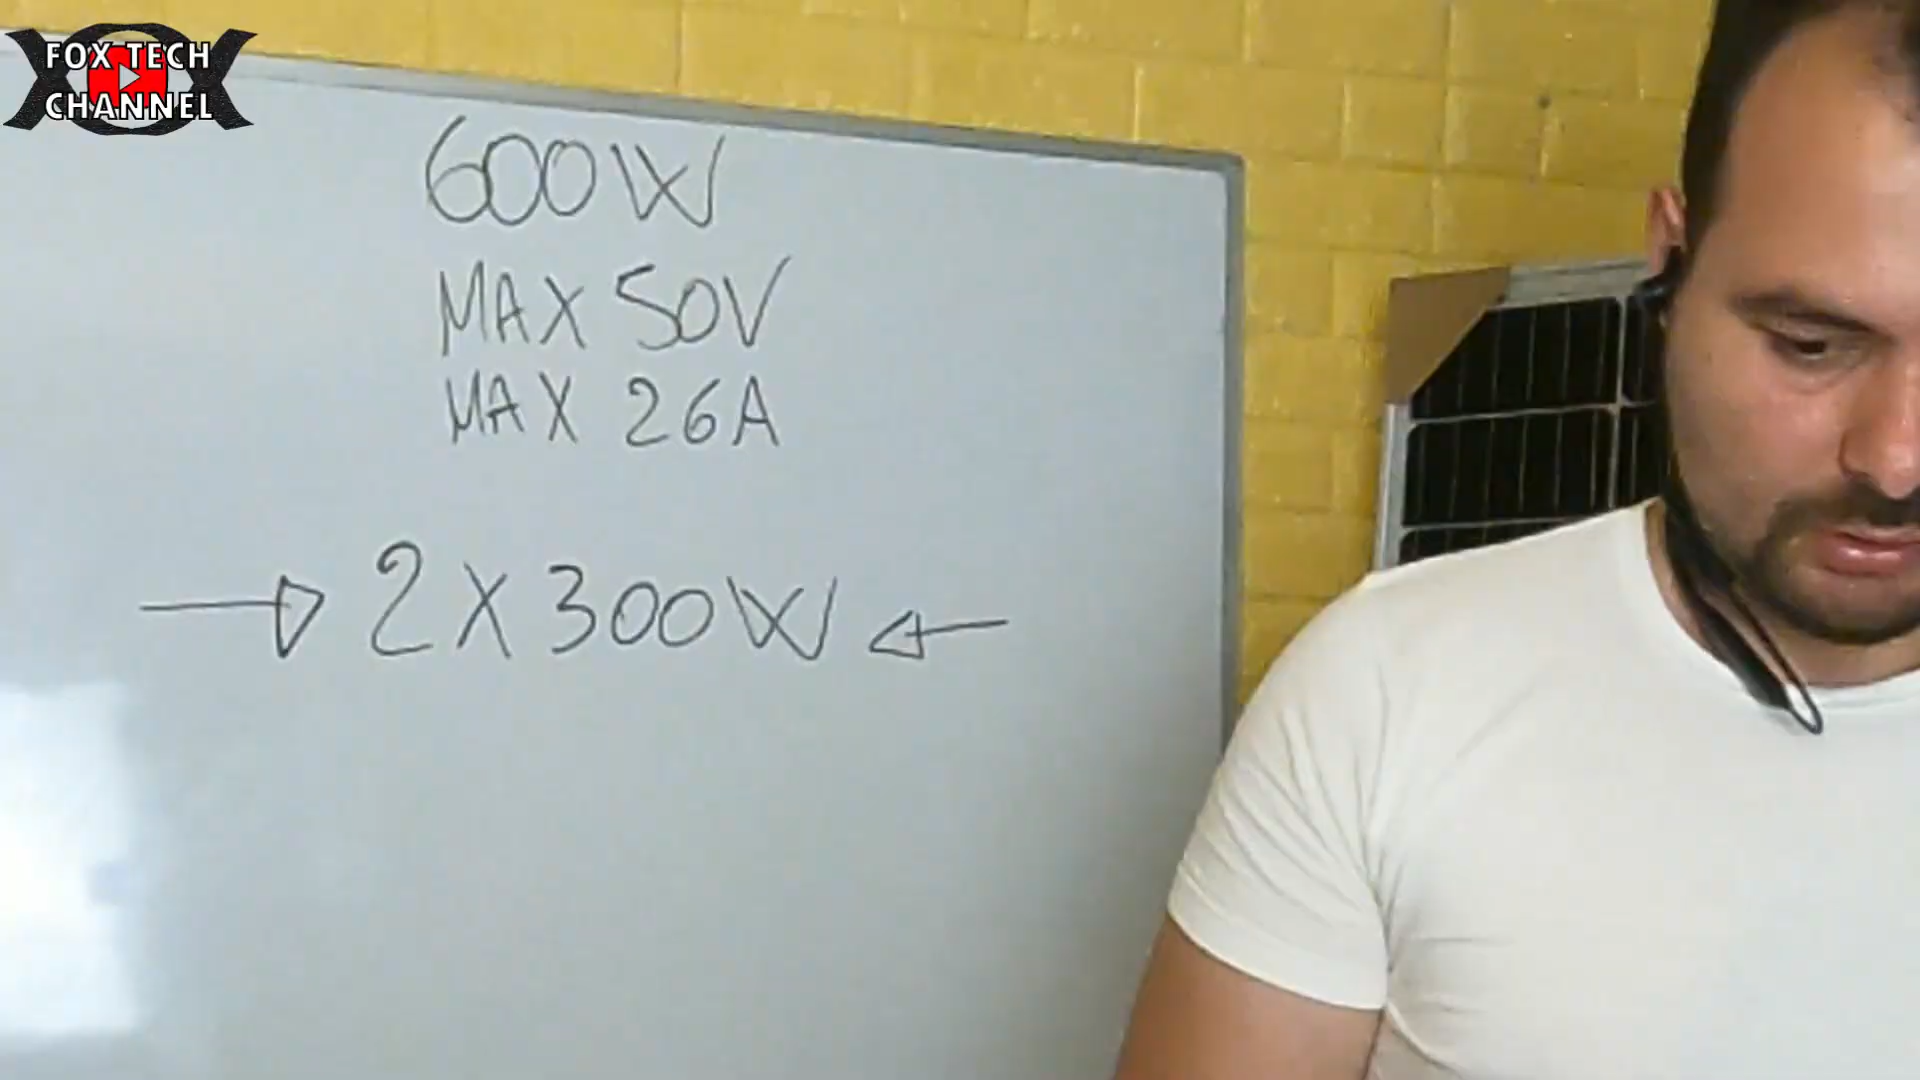 FOX TECH
CHANNEL
600W
MAX 50V
MAX 26A
2 X 300W